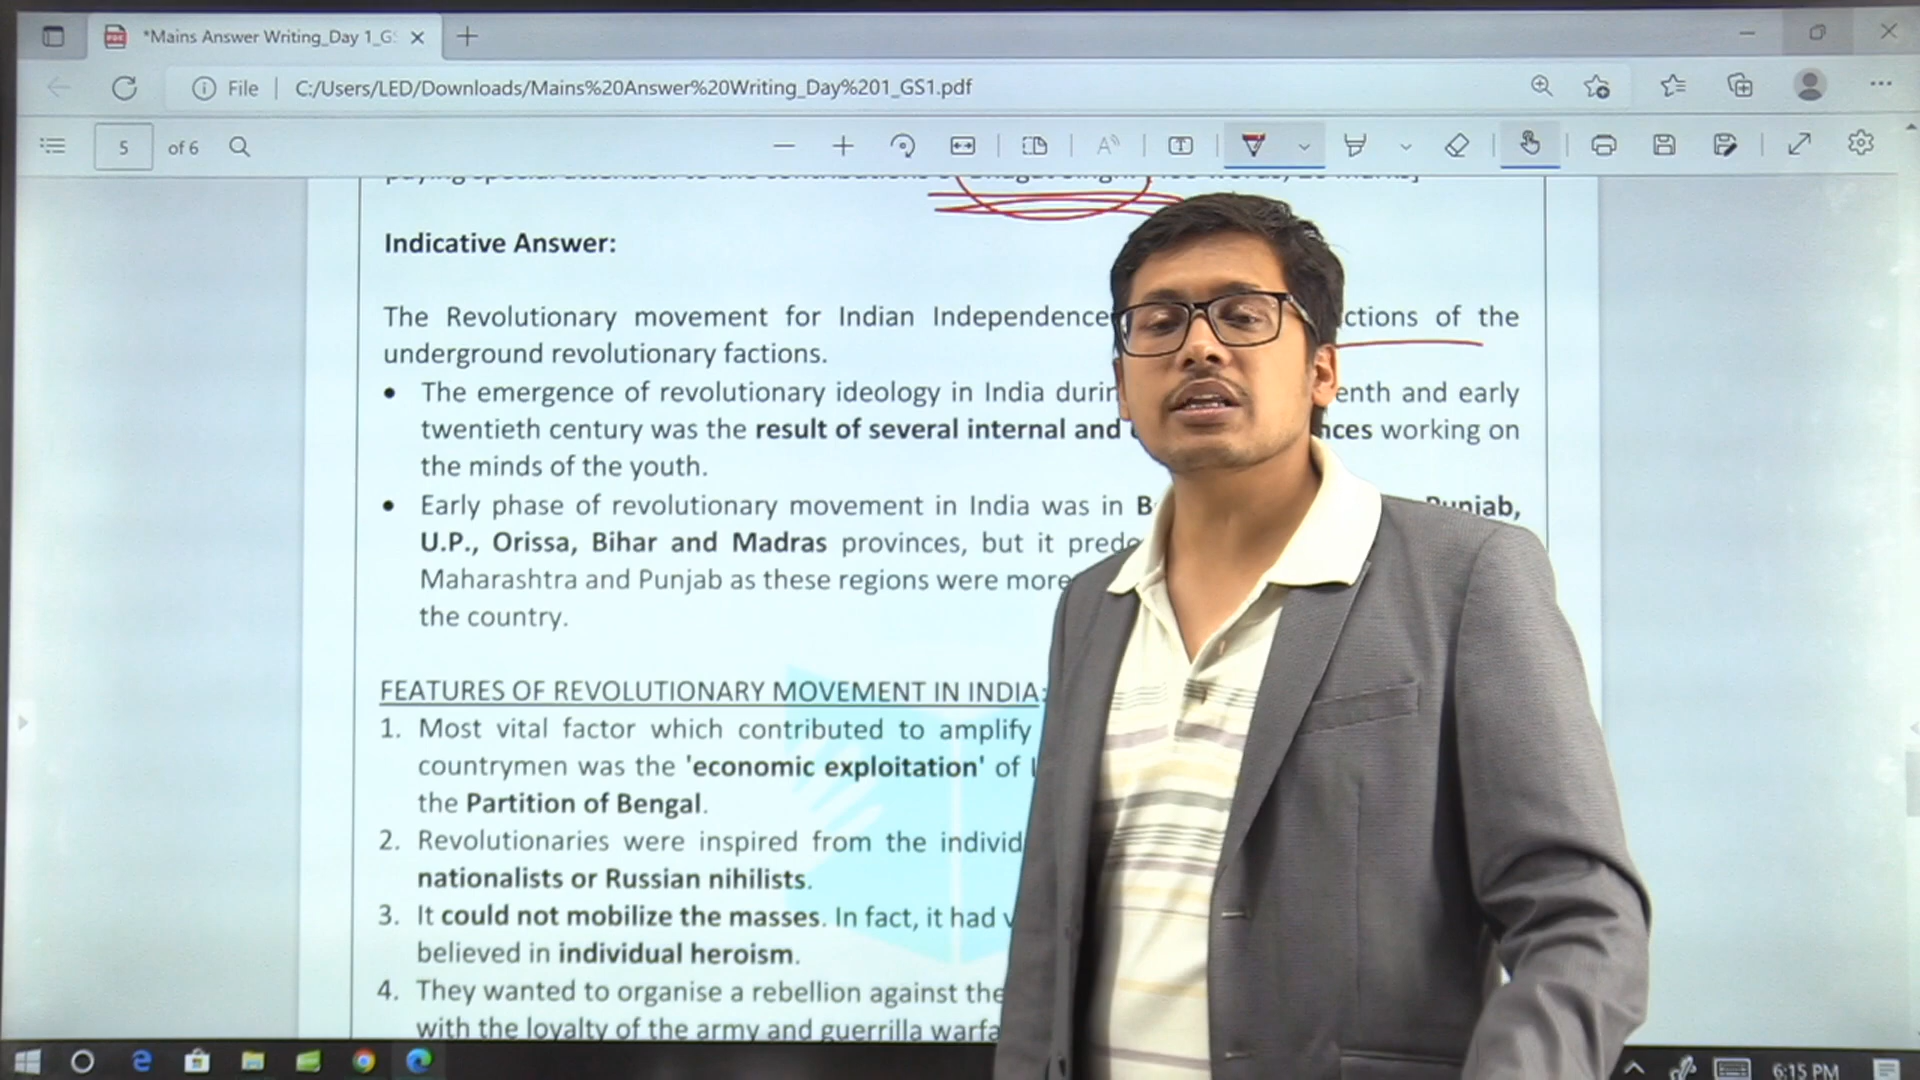 *Mains Answer Writing_Day 1_G
File
C:/Users/LED/Downloads/Mains%20Answer%20Writing_Day%201_GS1.pdf
5 of 6
paying special attention to the contributions
Indicative Answer:
The Revolutionary movement for Indian Independence ctions of the
underground revolutionary factions.
• The emergence of revolutionary ideology in India durin enth and early
twentieth century was the result of several internal and nces working on
the minds of the youth.
• Early phase of revolutionary movement in India was in B Punjab,
U.P., Orissa, Bihar and Madras provinces, but it predo
Maharashtra and Punjab as these regions were more
the country.
FEATURES OF REVOLUTIONARY MOVEMENT IN INDIA:
1. Most vital factor which contributed to amplify
countrymen was the 'economic exploitation' of
the Partition of Bengal.
2. Revolutionaries were inspired from the individ
nationalists or Russian nihilists.
3. It could not mobilize the masses. In fact, it had
believed in individual heroism.
4. They wanted to organise a rebellion against the
with the loyalty of the army and guerrilla warfa
6:15 PM